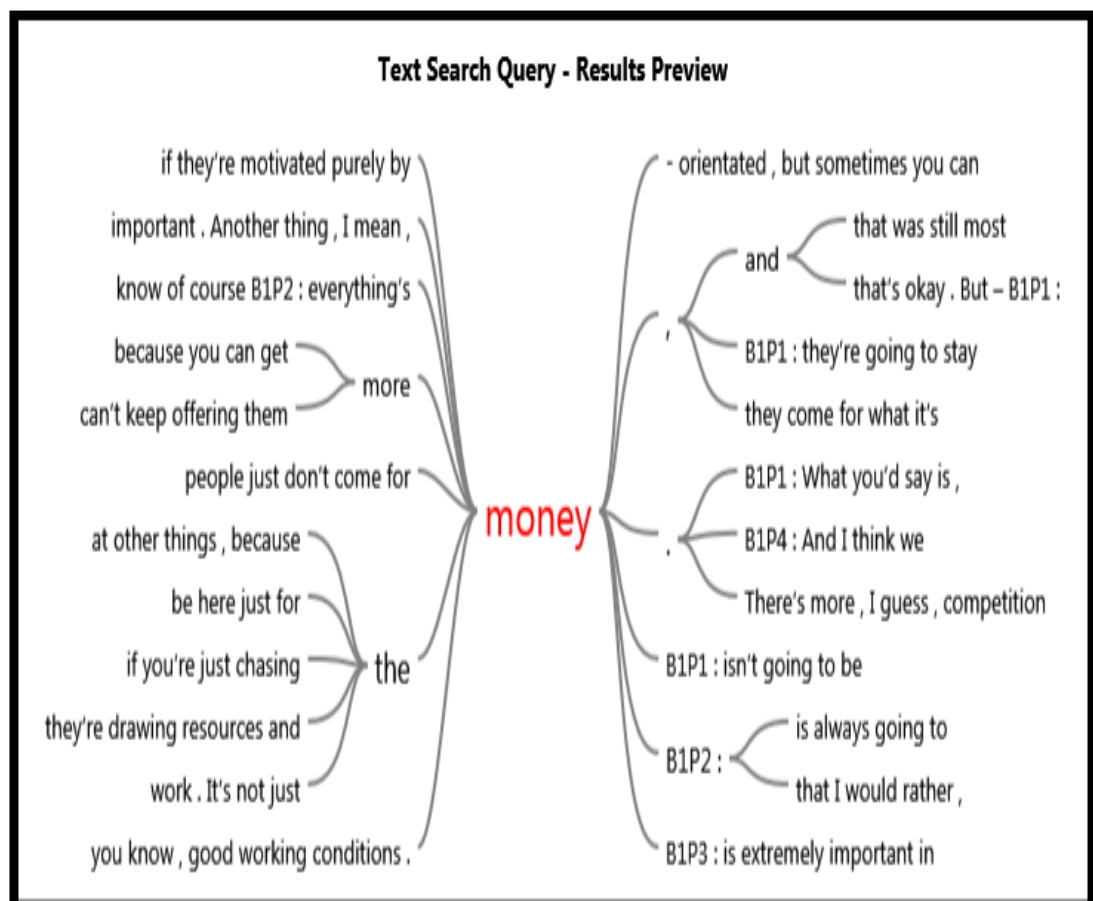 Text Search Query - Results Preview
if they're motivated purely by
important . Another thing , I mean ,
know of course B1P2 : everything's
because you can get
can't keep offering them
more
people just don't come for
at other things , because
be here just for
if you're just chasing
they're drawing resources and
work . It's not just
the
you know , good working conditions .
money
- orientated , but sometimes you can
,
and
that was still most
that's okay . But – B1P1 :
B1P1 : they're going to stay
they come for what it's
.
B1P1 : What you'd say is ,
B1P4 : And I think we
There's more , I guess , competition
B1P1 : isn't going to be
B1P2 :
is always going to
that I would rather ,
B1P3 : is extremely important in